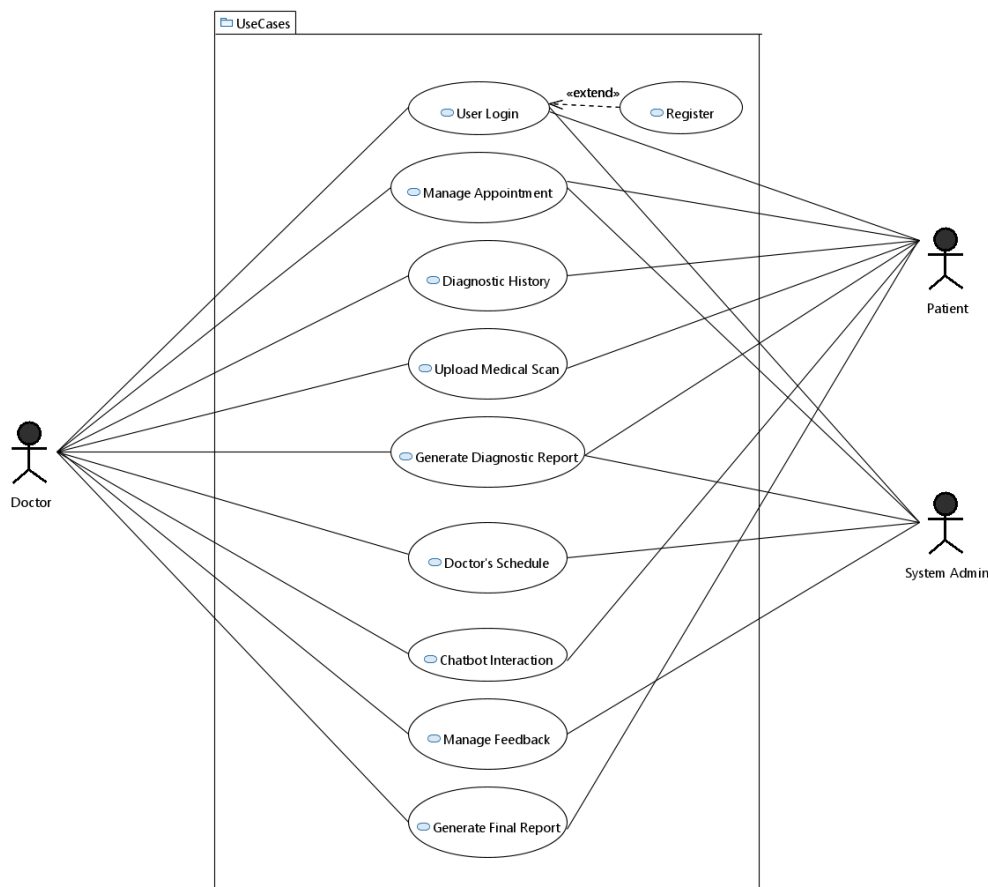 UseCases
«extend»
User Login
Register
Manage Appointment
Diagnostic History
Patient
Upload Medical Scan
Generate Diagnostic Report
Doctor
Doctor's Schedule
System Admin
Chatbot Interaction
Manage Feedback
Generate Final Report